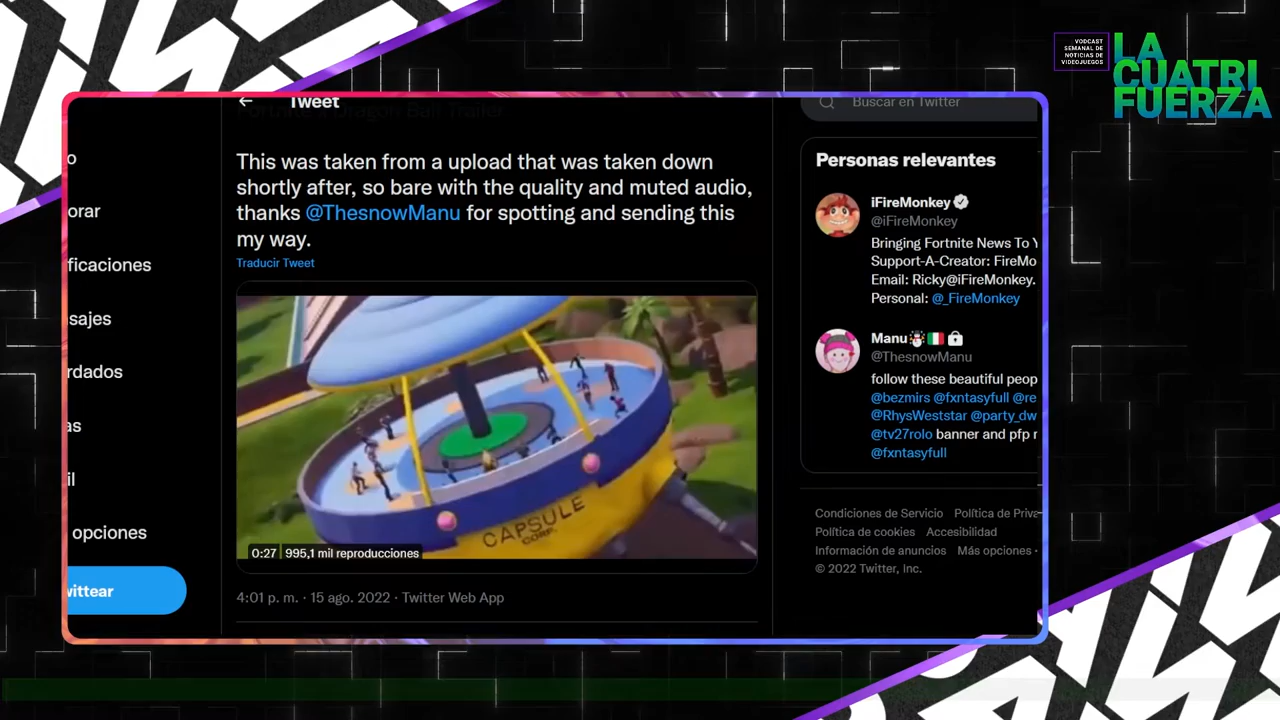 VODCAST
SEMANAL DE
NOTICIAS DE
VIDEOJUEGOS
LA
CUATRI
FUERZA
Tweet
Buscar en Twitter
Fortnite x Dragon Ball Trailer
o
orar
ficaciones
sajes
rdados
as
il
opciones
wittear
This was taken from a upload that was taken down
shortly after, so bare with the quality and muted audio,
thanks @ThesnowManu for spotting and sending this
my way.
Traducir Tweet
CAPSULE
CORP.
0:27 995,1 mil reproducciones
4:01 p. m. · 15 ago. 2022 · Twitter Web App
Personas relevantes
iFireMonkey
@iFireMonkey
Bringing Fortnite News To Y
Support-A-Creator: FireMo
Email: Ricky@iFireMonkey.
Personal: @_FireMonkey
Manu
@ThesnowManu
follow these beautiful peop
@bezmirs @fxntasyfull @re
@RhysWeststar @party_dw
@tv27rolo banner and pfp r
@fxntasyfull
Condiciones de Servicio Política de Priva
Política de cookies Accesibilidad
Información de anuncios Más opciones ·
© 2022 Twitter, Inc.